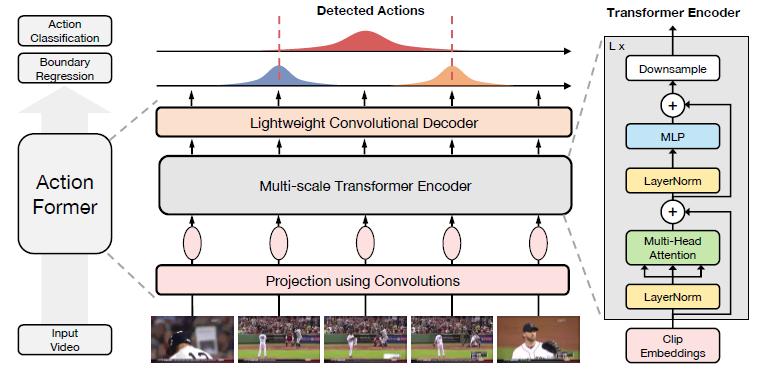 Action
Classification
Boundary
Regression
Action
Former
Input
Video
Detected Actions
Lightweight Convolutional Decoder
Multi-scale Transformer Encoder
Projection using Convolutions
Transformer Encoder
L x
Downsample
+
MLP
LayerNorm
+
Multi-Head
Attention
LayerNorm
Clip
Embeddings